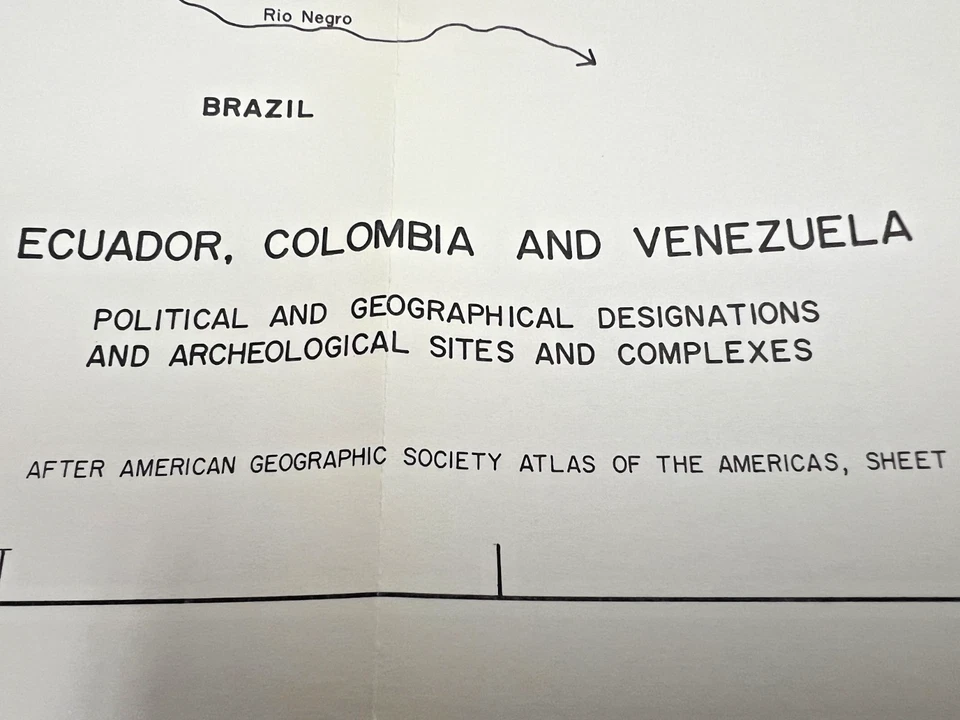 Rio Negro
BRAZIL
ECUADOR, COLOMBIA AND VENEZUELA
POLITICAL AND GEOGRAPHICAL DESIGNATIONS
AND ARCHEOLOGICAL SITES AND COMPLEXES
AFTER AMERICAN GEOGRAPHIC SOCIETY ATLAS OF THE AMERICAS, SHEET